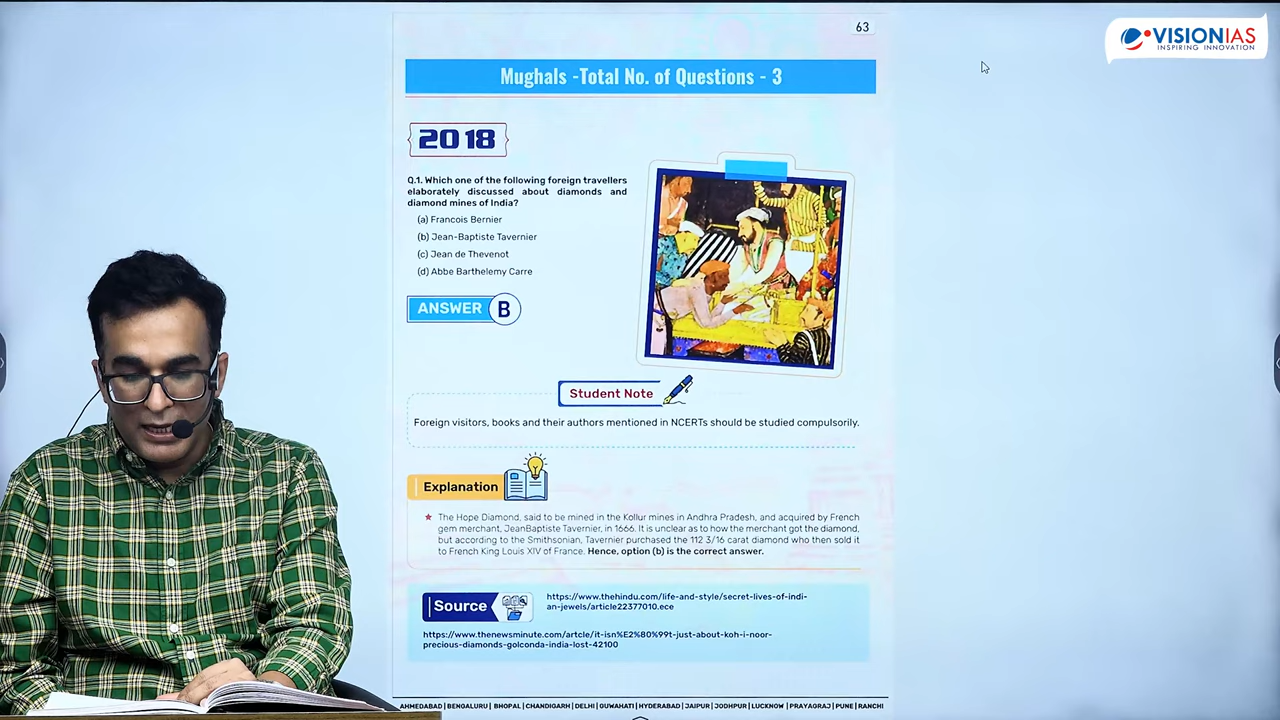 63
VISIONIAS
INSPIRING INNOVATION
Mughals -Total No. of Questions - 3
2018
Q.1. Which one of the following foreign travellers
elaborately discussed about diamonds and
diamond mines of India?
(a) Francois Bernier
(b) Jean-Baptiste Tavernier
(c) Jean de Thevenot
(d) Abbe Barthelemy Carre
ANSWER B
Student Note
Foreign visitors, books and their authors mentioned in NCERTs should be studied compulsorily.
Explanation
★ The Hope Diamond, said to be mined in the Kollur mines in Andhra Pradesh, and acquired by French
gem merchant, JeanBaptiste Tavernier, in 1666. It is unclear as to how the merchant got the diamond,
but according to the Smithsonian, Tavernier purchased the 112 3/16 carat diamond who then sold it
to French King Louis XIV of France. Hence, option (b) is the correct answer.
Source
https://www.thehindu.com/life-and-style/secret-lives-of-indi-
an-jewels/article22377010.ece
https://www.thenewsminute.com/artcle/it-isn%E2%80%99t-just-about-koh-i-noor-
precious-diamonds-golconda-india-lost-42100
AHMEDABAD | BENGALURU | BHOPAL | CHANDIGARH | DELHI | GUWAHATI | HYDERABAD | JAIPUR | JODHPUR | LUCKNOW | PRAYAGRAJ | PUNE | RANCHI